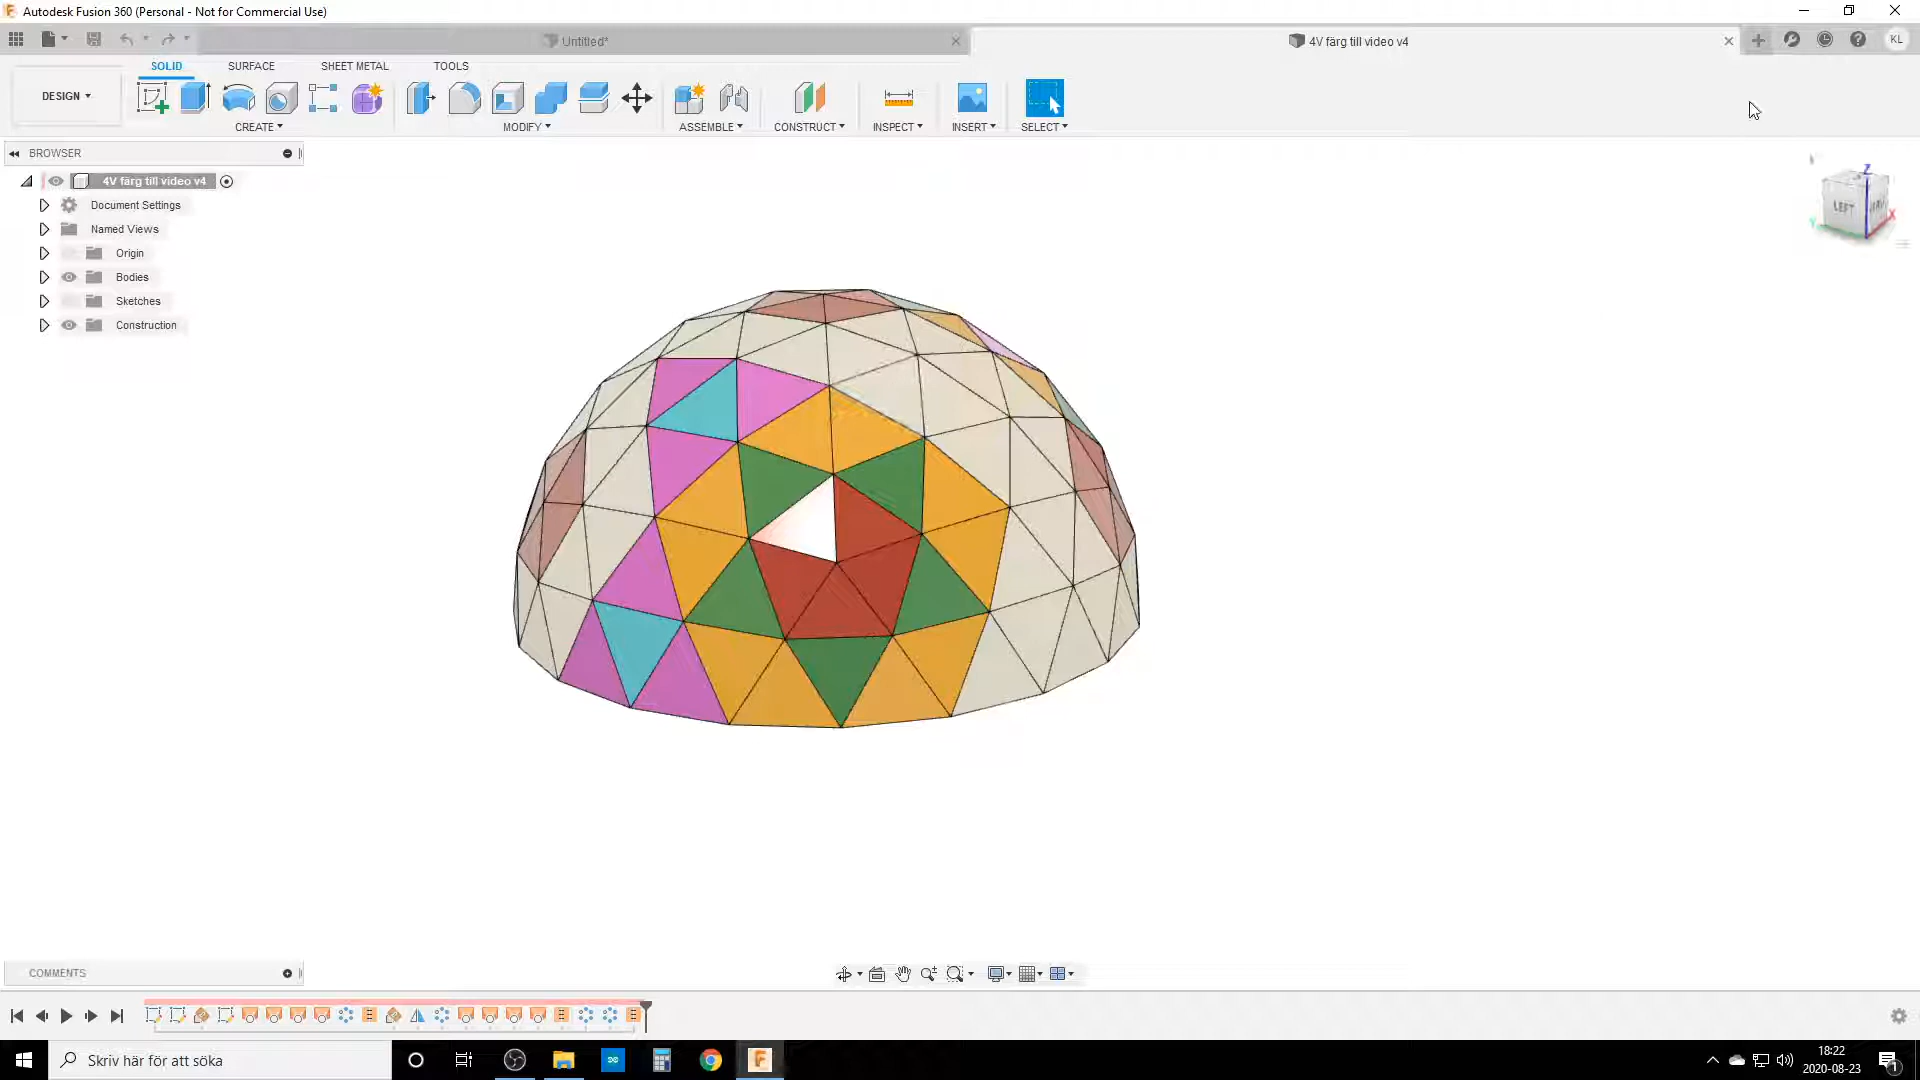 Autodesk Fusion 360 (Personal - Not for Commercial Use)
Untitled*
4V färg till video v4
KL
SOLID
SURFACE
SHEET METAL
TOOLS
DESIGN
CREATE
MODIFY
ASSEMBLE
CONSTRUCT
INSPECT
INSERT
SELECT
BROWSER
4V färg till video v4
Document Settings
Named Views
Origin
Bodies
Sketches
Construction
Z
LEFT
X
Y
COMMENTS
Skriv här för att söka
18:22
2020-08-23
1